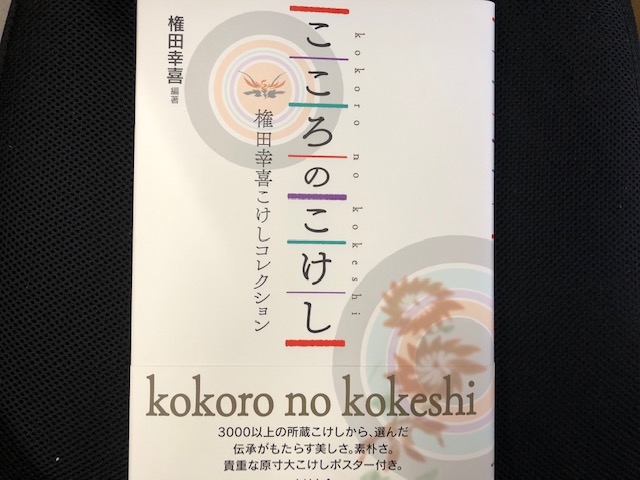 こころのこけし
kokoro no kokeshi
権田幸喜こけしコレクション
権田幸喜 編著
kokoro no kokeshi
3000以上の所蔵こけしから、選んだ
伝承がもたらす美しさ。素朴さ。
貴重な原寸大こけしポスター付き。